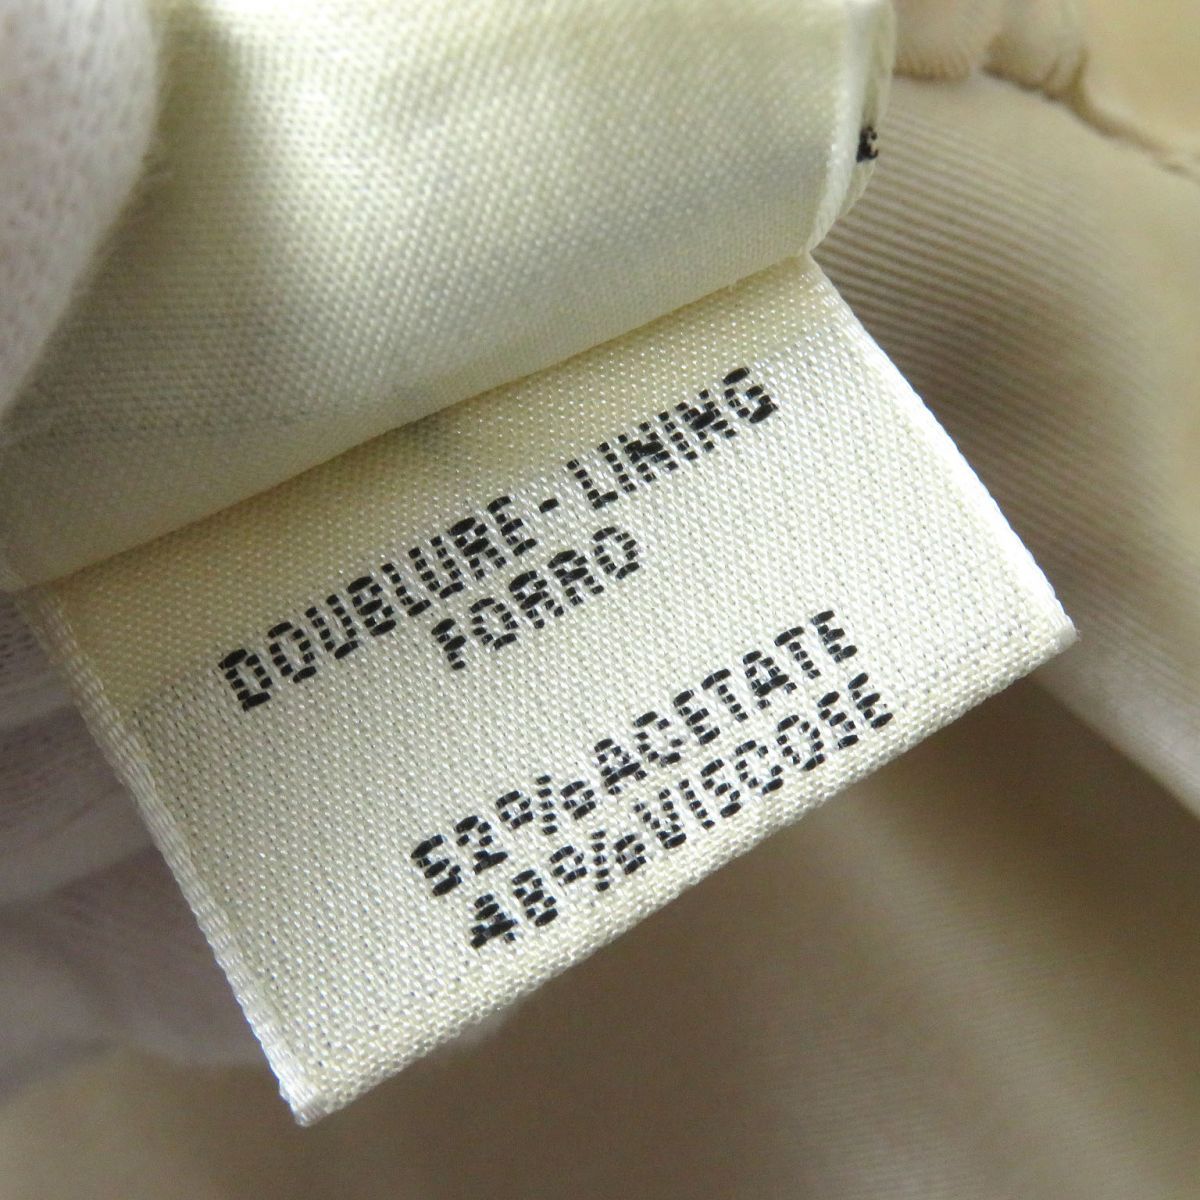 DOUBLURE-LINING
FORRO
52%ACETATE
48%VISCOSE